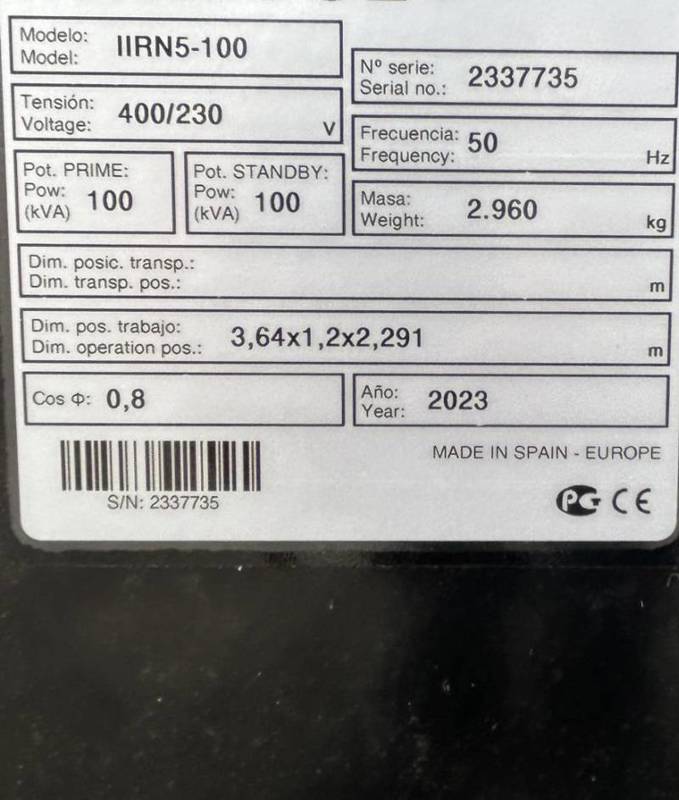 Modelo:
Model: IIRN5-100
Nº serie:
Serial no.: 2337735
Tensión:
Voltage: 400/230 V
Frecuencia:
Frequency: 50 Hz
Pot. PRIME:
Pow: 100
(kVA)
Pot. STANDBY:
Pow: 100
(kVA)
Masa:
Weight: 2.960 kg
Dim. posic. transp.:
Dim. transp. pos.: m
Dim. pos. trabajo:
Dim. operation pos.: 3,64x1,2x2,291 m
Cos Φ: 0,8
Año:
Year: 2023
MADE IN SPAIN - EUROPE
S/N: 2337735
PG CE